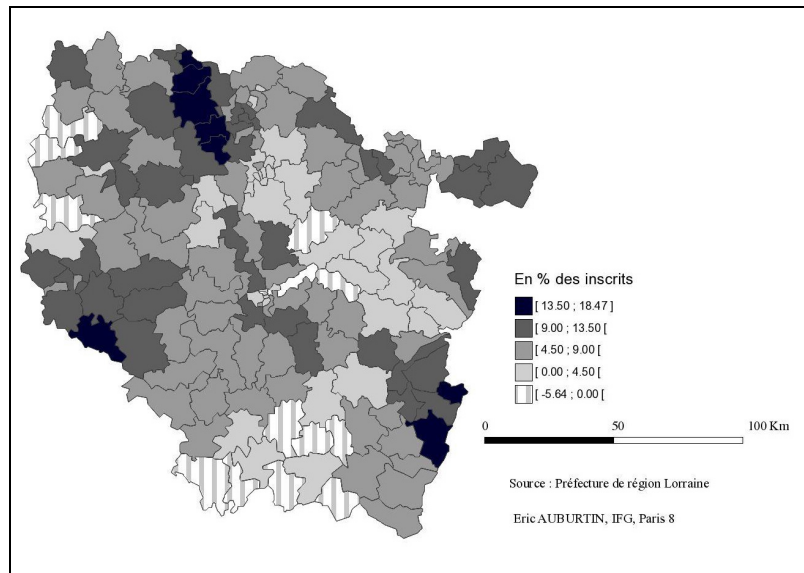 En % des inscrits
[ 13.50 ; 18.47 ]
[ 9.00 ; 13.50 [
[ 4.50 ; 9.00 [
[ 0.00 ; 4.50 [
[ -5.64 ; 0.00 [
0 50 100 Km
Source : Préfecture de région Lorraine
Eric AUBURTIN, IFG, Paris 8